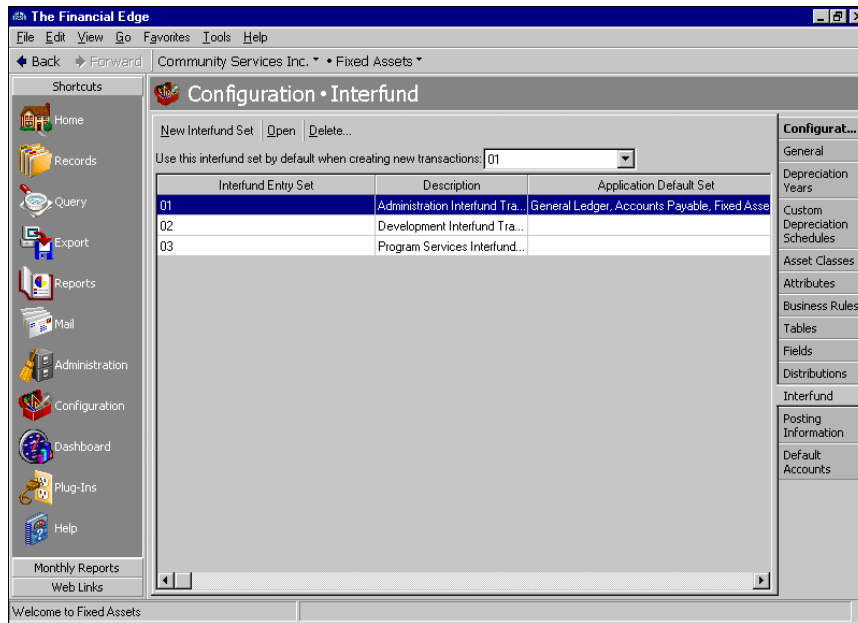 The Financial Edge
File Edit View Go Favorites Tools Help
Back Forward Community Services Inc. • Fixed Assets
Shortcuts
Home
Records
Query
Export
Reports
Mail
Administration
Configuration
Dashboard
Plug-Ins
Help
Monthly Reports
Web Links
Configuration • Interfund
New Interfund Set Open Delete...
Use this interfund set by default when creating new transactions: 01
Interfund Entry Set Description Application Default Set
01 Administration Interfund Tra... General Ledger, Accounts Payable, Fixed Asse
02 Development Interfund Tra...
03 Program Services Interfund...
Configurat...
General
Depreciation
Years
Custom
Depreciation
Schedules
Asset Classes
Attributes
Business Rules
Tables
Fields
Distributions
Interfund
Posting
Information
Default
Accounts
Welcome to Fixed Assets